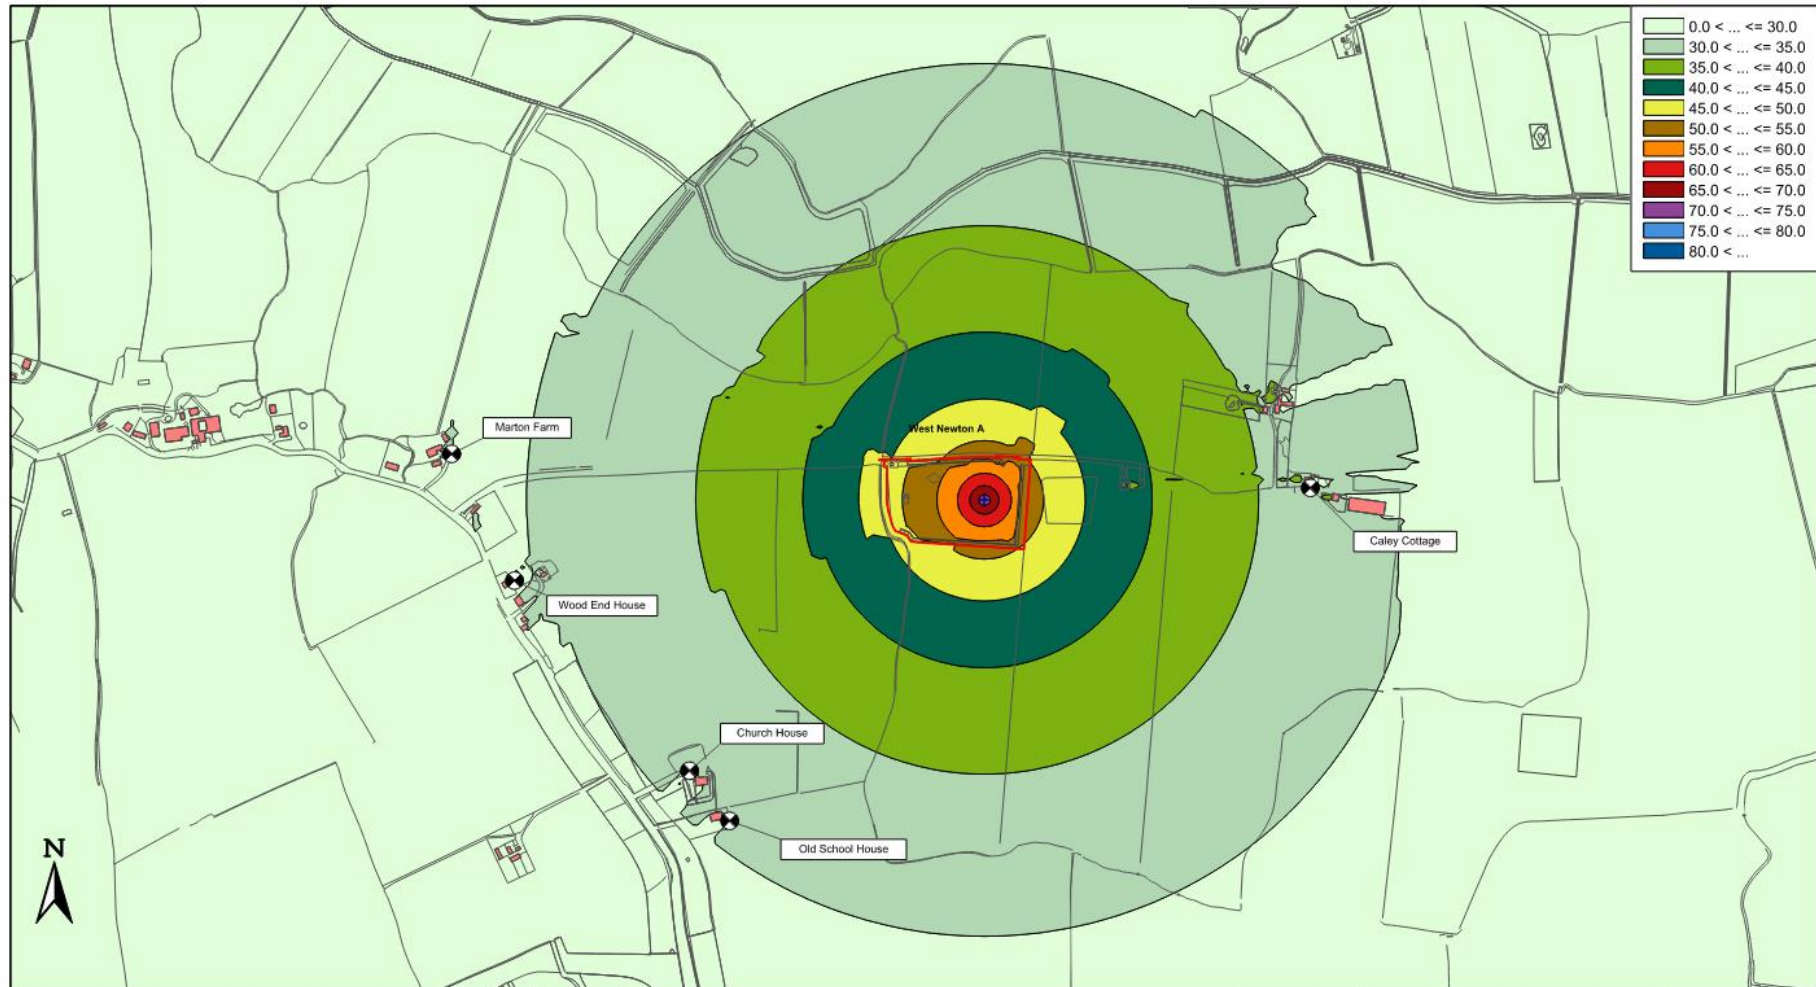 0.0 < ... <= 30.0
30.0 < ... <= 35.0
35.0 < ... <= 40.0
40.0 < ... <= 45.0
45.0 < ... <= 50.0
50.0 < ... <= 55.0
55.0 < ... <= 60.0
60.0 < ... <= 65.0
65.0 < ... <= 70.0
70.0 < ... <= 75.0
75.0 < ... <= 80.0
80.0 < ...
Marton Farm
West Newton A
Caley Cottage
Wood End House
Church House
Old School House
N